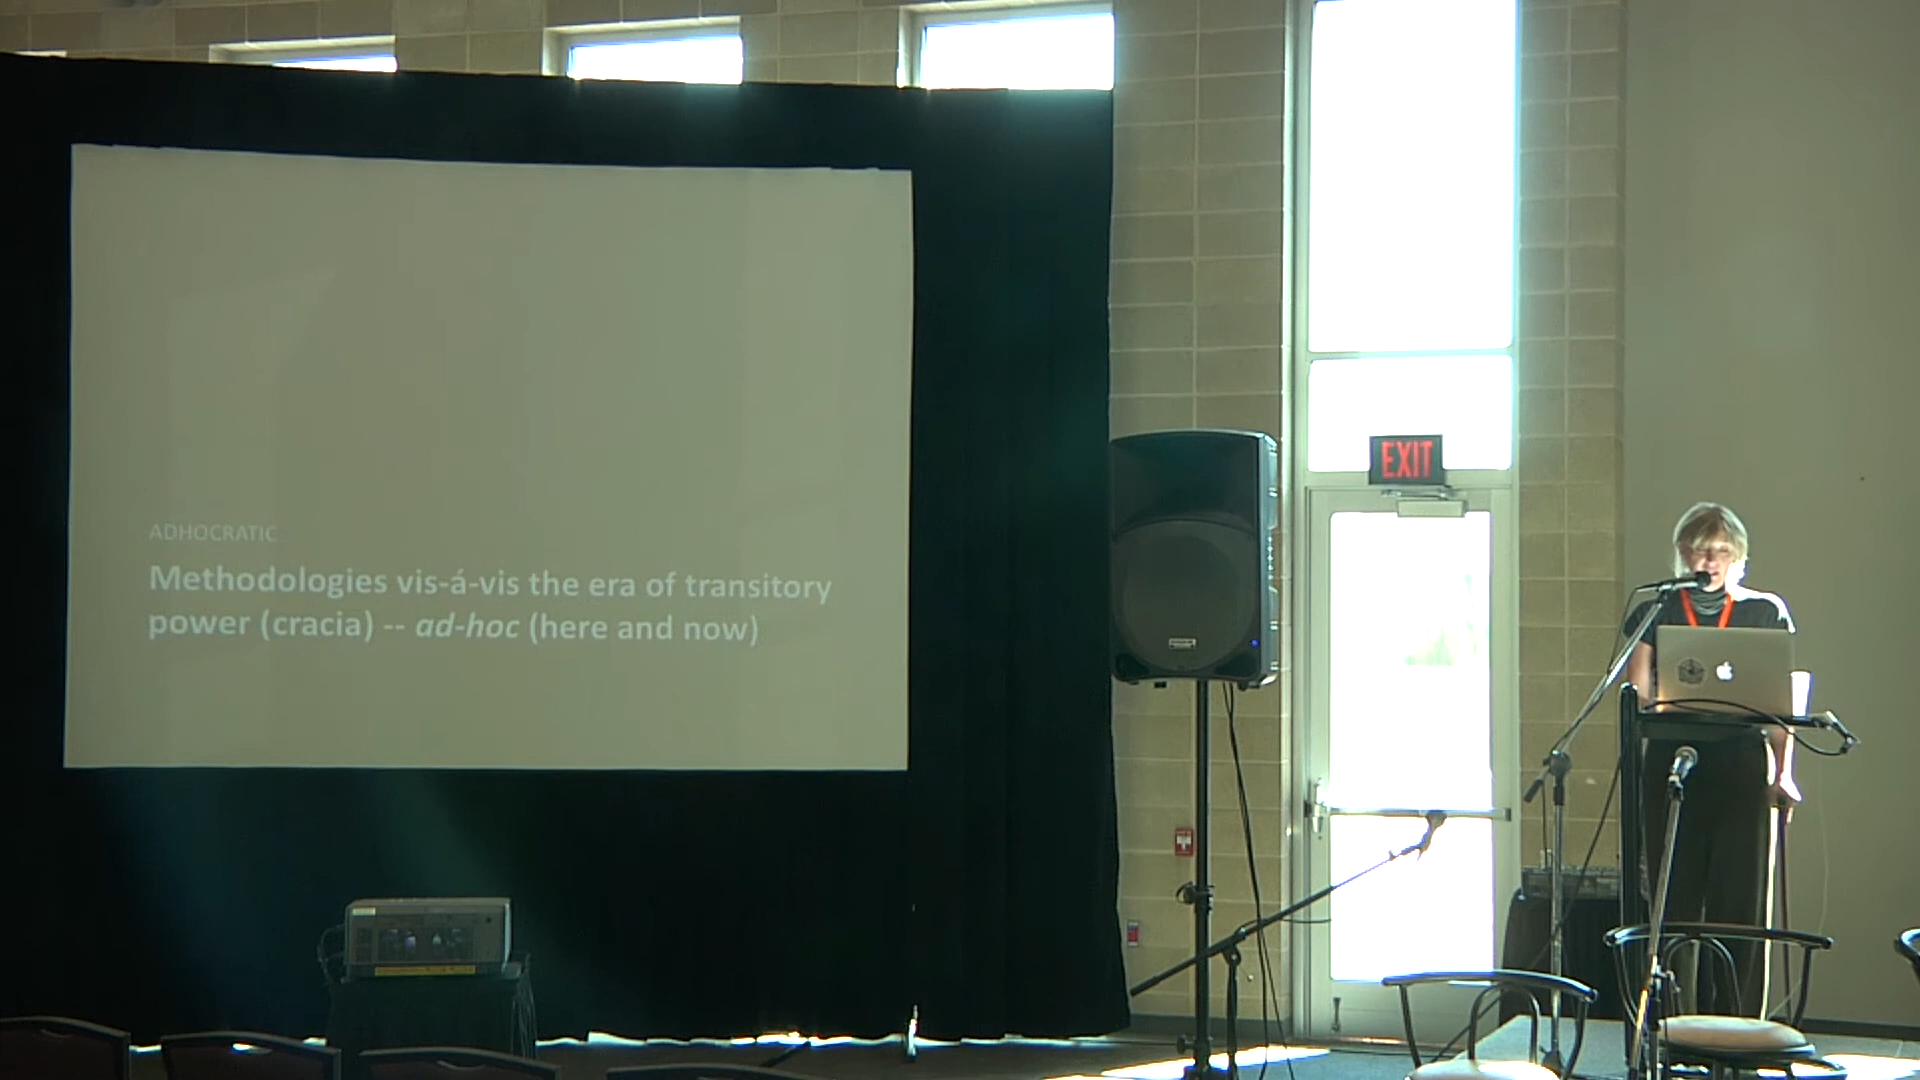 ADHOCRATIC
Methodologies vis-á-vis the era of transitory
power (cracia) -- ad-hoc (here and now)
EXIT